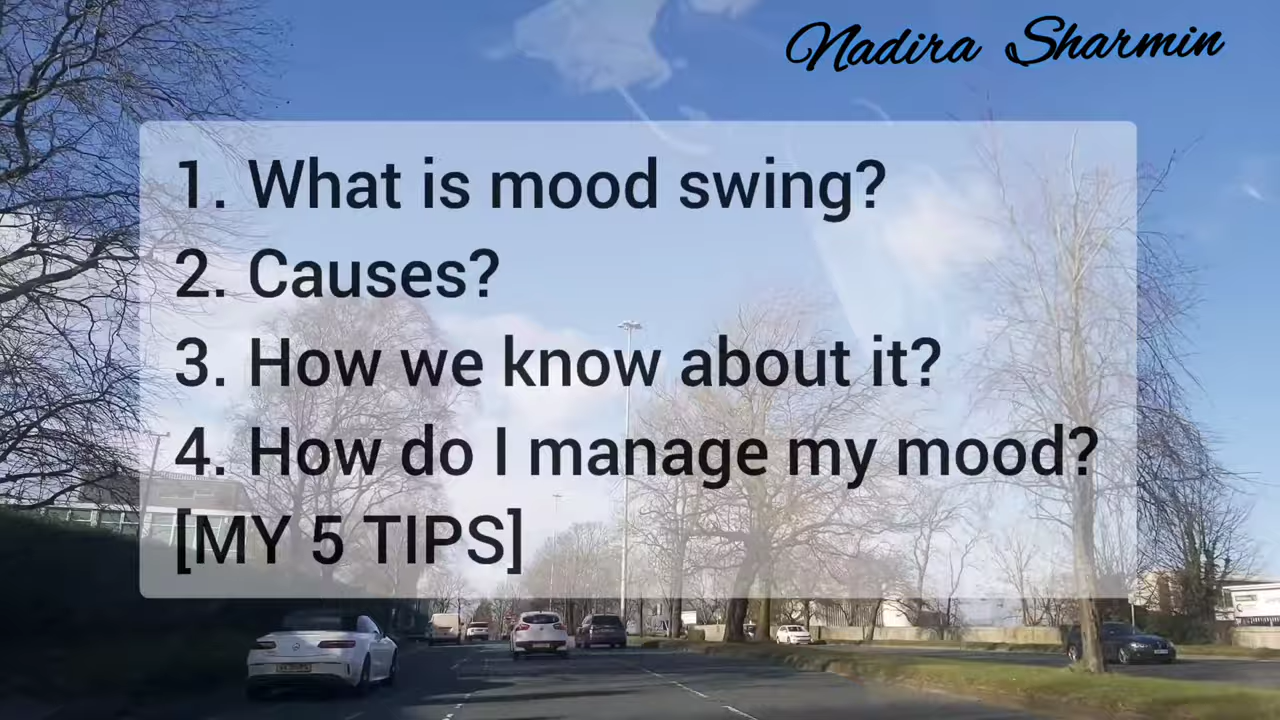 Nadira Sharmin
1. What is mood swing?
2. Causes?
3. How we know about it?
4. How do I manage my mood?
[MY 5 TIPS]